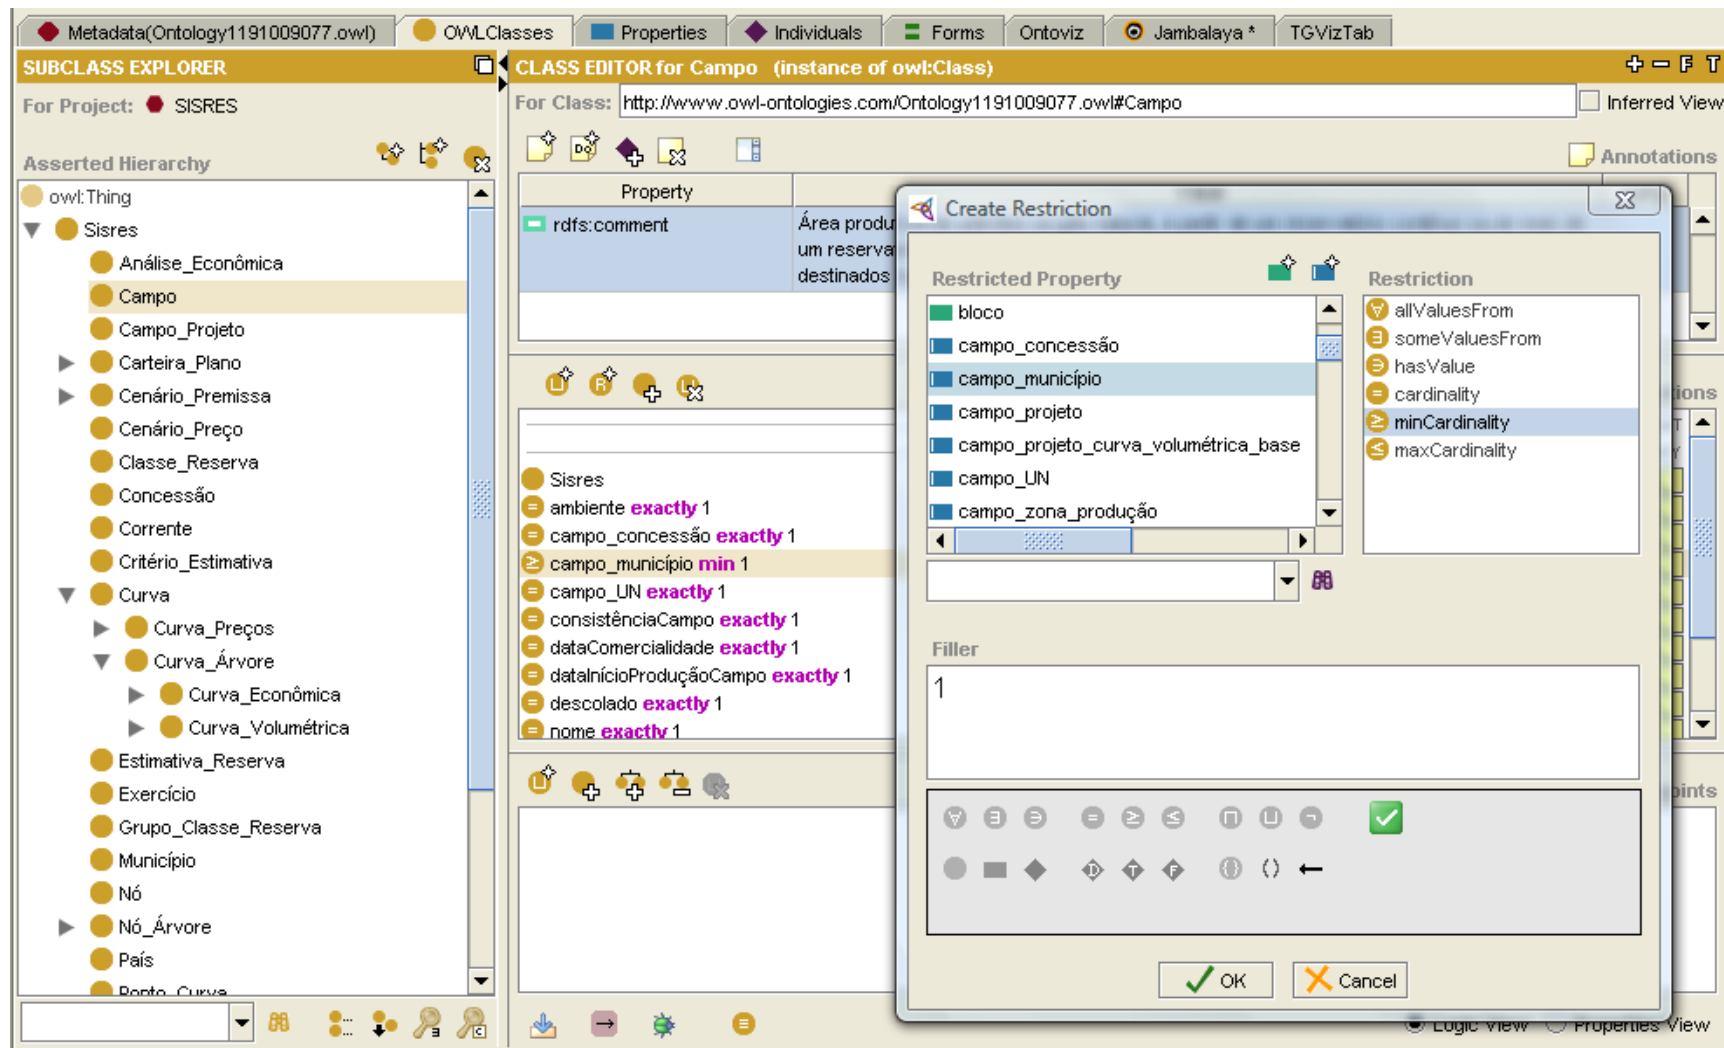 Metadata(Ontology1191009077.owl)
OWLClasses
Properties
Individuals
Forms
Ontoviz
Jambalaya *
TGVizTab
SUBCLASS EXPLORER
For Project: SISRES
Asserted Hierarchy
owl:Thing
Sisres
Análise_Econômica
Campo
Campo_Projeto
Carteira_Plano
Cenário_Premissa
Cenário_Preço
Classe_Reserva
Concessão
Corrente
Critério_Estimativa
Curva
Curva_Preços
Curva_Árvore
Curva_Econômica
Curva_Volumétrica
Estimativa_Reserva
Exercício
Grupo_Classe_Reserva
Município
Nó
Nó_Árvore
País
Ponto_Curva
CLASS EDITOR for Campo (instance of owl:Class)
F T
For Class: http://www.owl-ontologies.com/Ontology1191009077.owl#Campo
Inferred View
Annotations
Property
rdfs:comment
Área produ
um reserva
destinados
Sisres
ambiente exactly 1
campo_concessão exactly 1
campo_município min 1
campo_UN exactly 1
consistênciaCampo exactly 1
dataComercialidade exactly 1
dataInícioProduçãoCampo exactly 1
descolado exactly 1
nome exactly 1
Create Restriction
Restricted Property
bloco
campo_concessão
campo_município
campo_projeto
campo_projeto_curva_volumétrica_base
campo_UN
campo_zona_produção
Restriction
allValuesFrom
someValuesFrom
hasValue
cardinality
minCardinality
maxCardinality
Filler
1
OK
Cancel
ions
oints
Logic View
Properties View